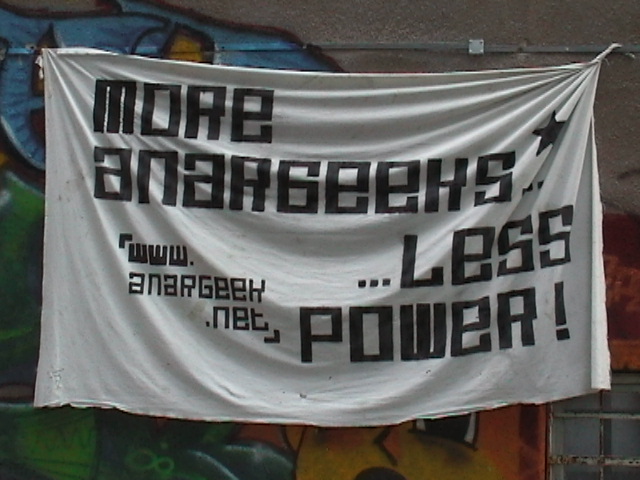 MORE
ANARGEEKS...
...LESS
POWER!
「www.
ANARGEEK
.net」